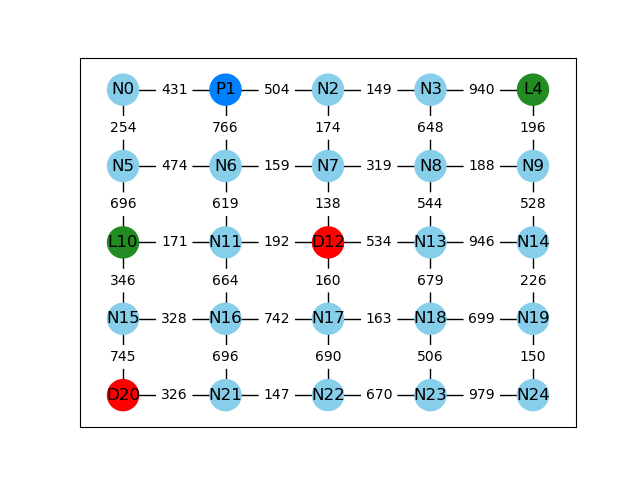 N0 431 P1 504 N2 149 N3 940 L4
254 766 174 648 196
N5 474 N6 159 N7 319 N8 188 N9
696 619 138 544 528
L10 171 N11 192 D12 534 N13 946 N14
346 664 160 679 226
N15 328 N16 742 N17 163 N18 699 N19
745 696 690 506 150
D20 326 N21 147 N22 670 N23 979 N24